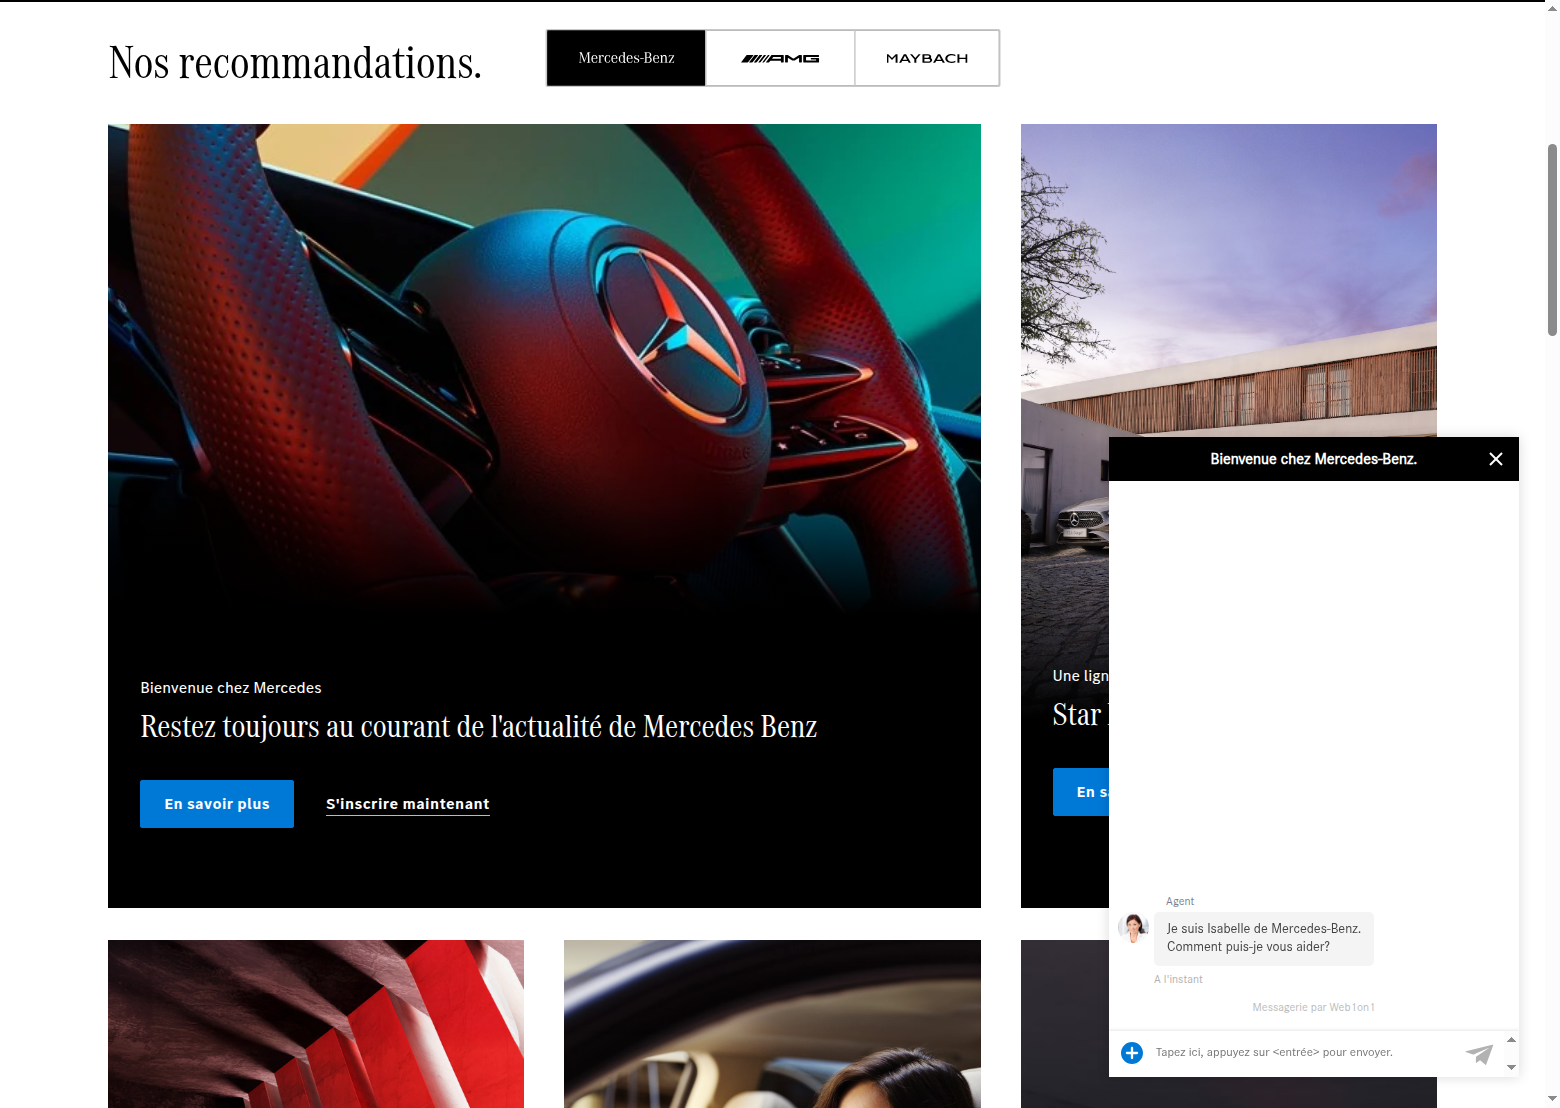 Nos recommandations.
Mercedes-Benz
AMG
MAYBACH
Bienvenue chez Mercedes
Restez toujours au courant de l'actualité de Mercedes Benz
En savoir plus
S'inscrire maintenant
Une lign
Star
En sa
Bienvenue chez Mercedes-Benz.
Agent
Je suis Isabelle de Mercedes-Benz.
Comment puis-je vous aider?
A l'instant
Messagerie par Web1on1
Tapez ici, appuyez sur <entrée> pour envoyer.